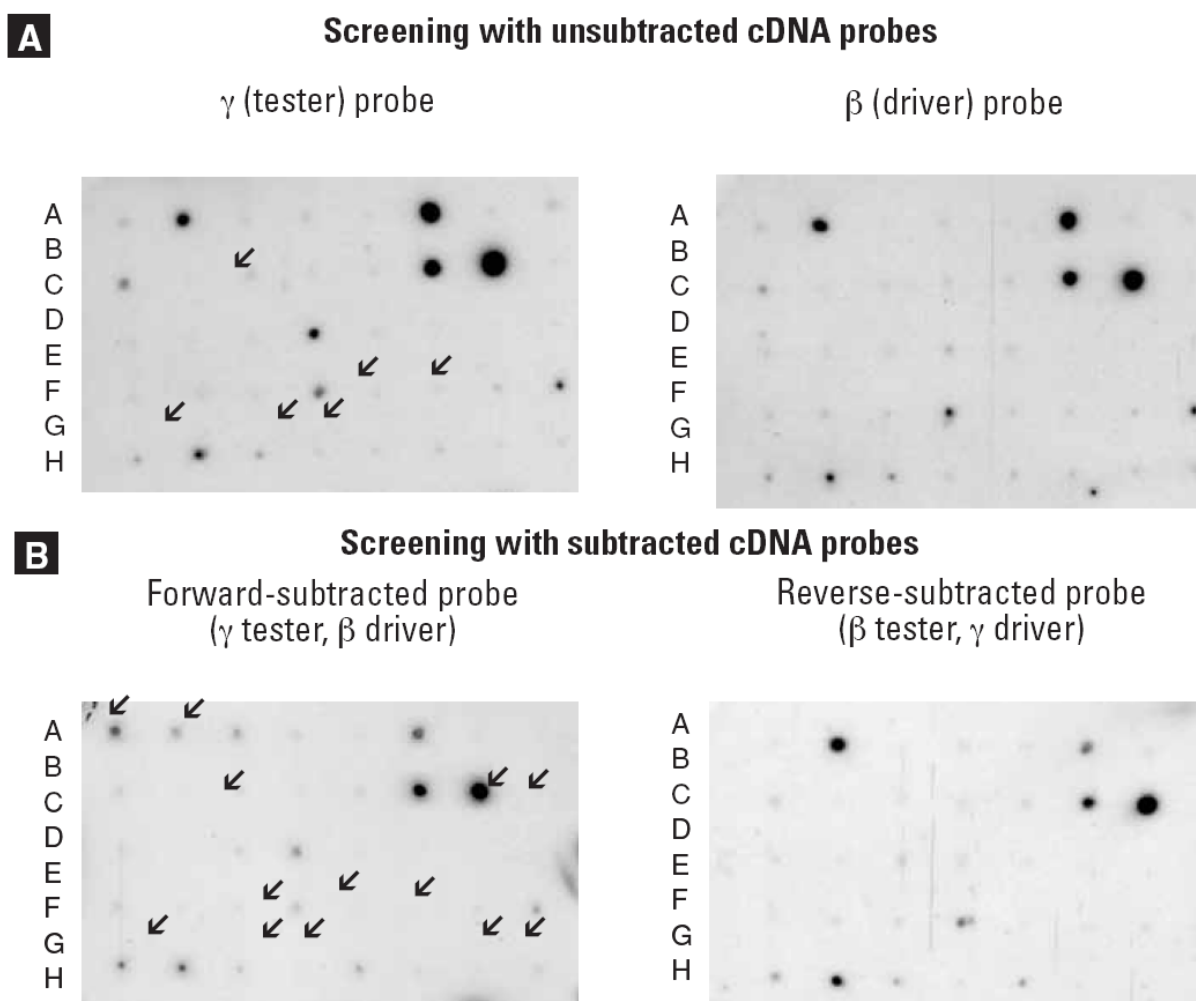 A
Screening with unsubtracted cDNA probes
γ (tester) probe
β (driver) probe
A
B
C
D
E
F
G
H
A
B
C
D
E
F
G
H
B
Screening with subtracted cDNA probes
Forward-subtracted probe
(γ tester, β driver)
Reverse-subtracted probe
(β tester, γ driver)
A
B
C
D
E
F
G
H
A
B
C
D
E
F
G
H